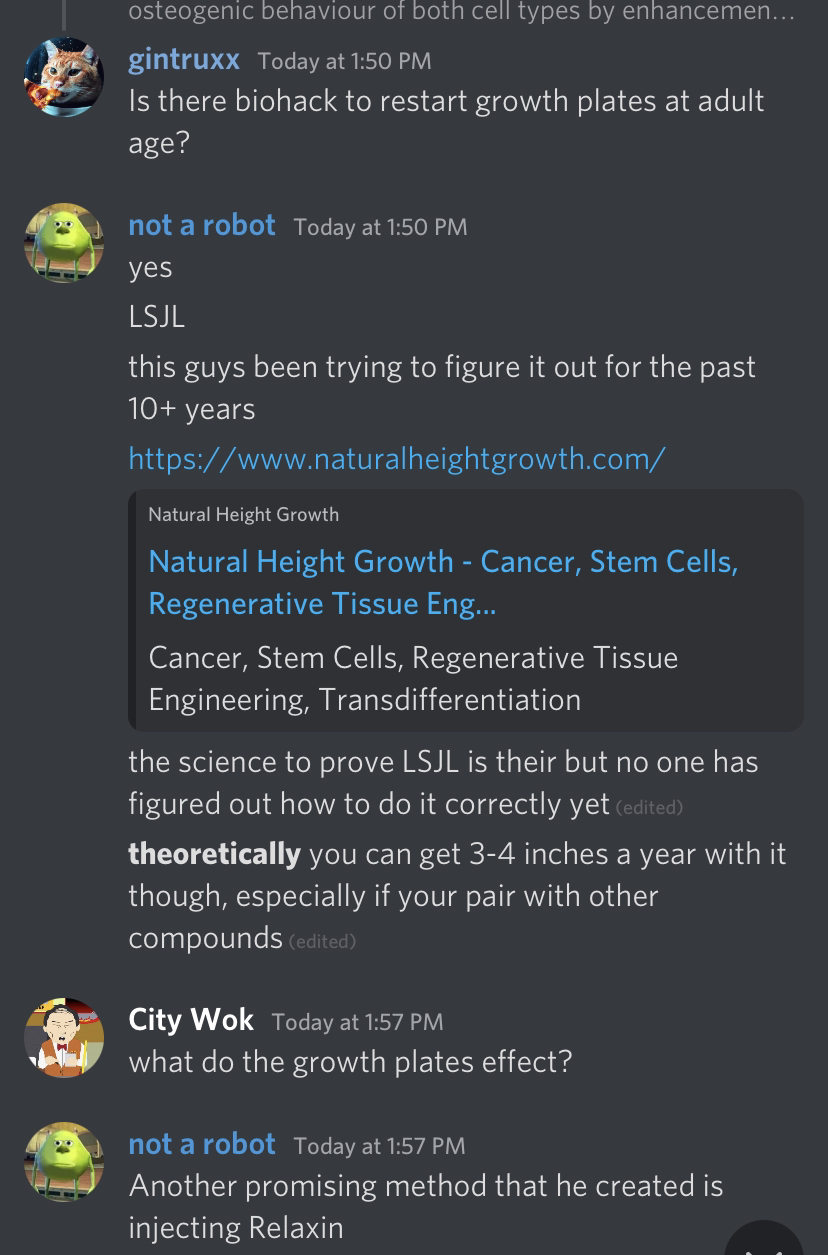 osteogenic behaviour of both cell types by enhancemen...
gintruxx Today at 1:50 PM
Is there biohack to restart growth plates at adult
age?
not a robot Today at 1:50 PM
yes
LSJL
this guys been trying to figure it out for the past
10+ years
https://www.naturalheightgrowth.com/
Natural Height Growth
Natural Height Growth - Cancer, Stem Cells,
Regenerative Tissue Eng...
Cancer, Stem Cells, Regenerative Tissue
Engineering, Transdifferentiation
the science to prove LSJL is their but no one has
figured out how to do it correctly yet (edited)
theoretically you can get 3-4 inches a year with it
though, especially if your pair with other
compounds (edited)
City Wok Today at 1:57 PM
what do the growth plates effect?
not a robot Today at 1:57 PM
Another promising method that he created is
injecting Relaxin